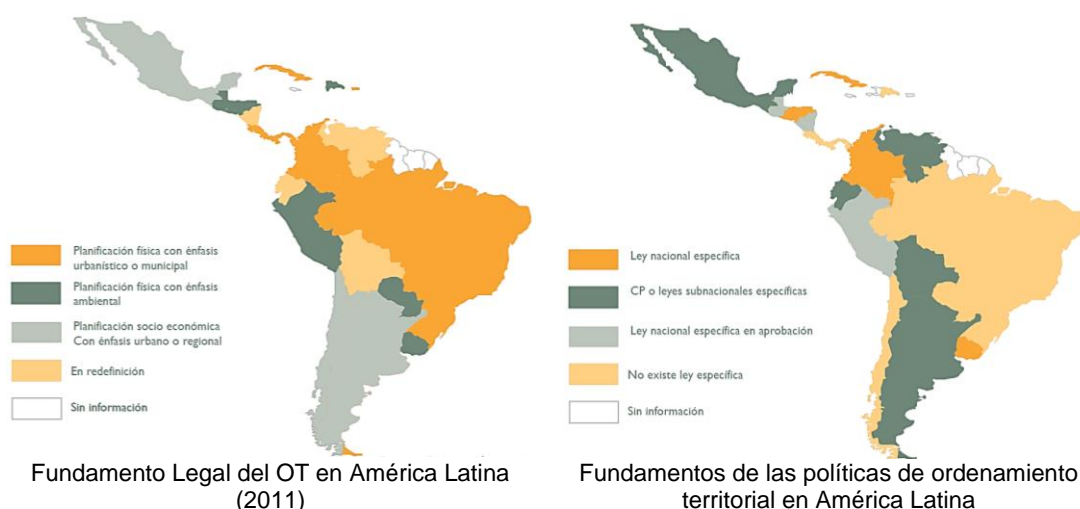 Planificación física con énfasis
urbanístico o municipal
Planificación física con énfasis
ambiental
Planificación socio económica
Con énfasis urbano o regional
En redefinición
Sin información
Fundamento Legal del OT en América Latina
(2011)
Ley nacional específica
CP o leyes subnacionales específicas
Ley nacional específica en aprobación
No existe ley específica
Sin información
Fundamentos de las políticas de ordenamiento
territorial en América Latina